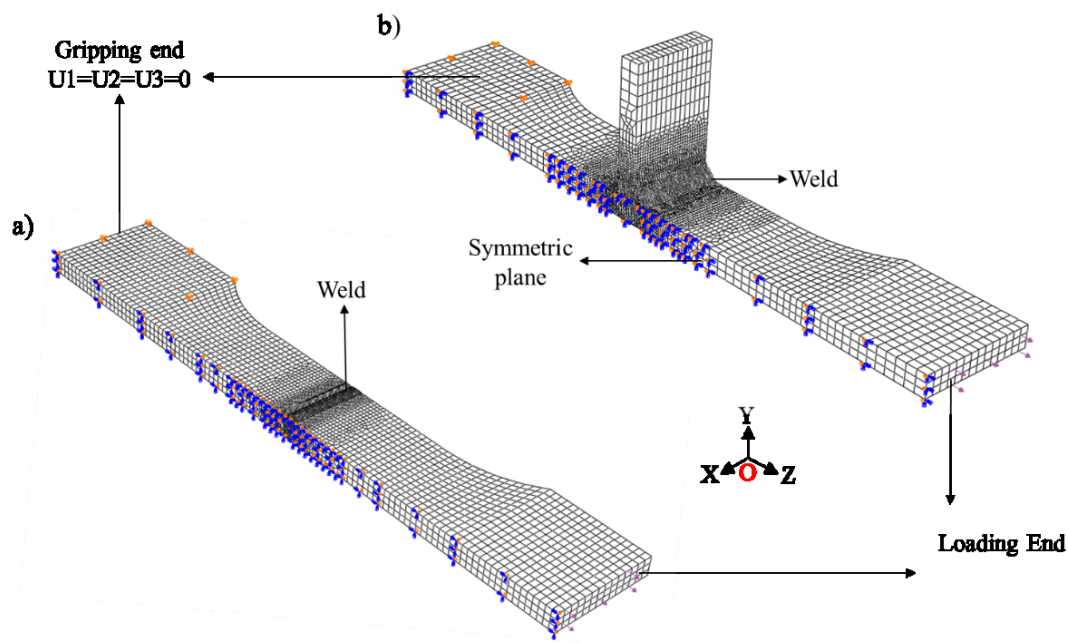 b)
Gripping end
U1=U2=U3=0
Weld
a)
Symmetric
plane
Weld
Y
X
O
Z
Loading End